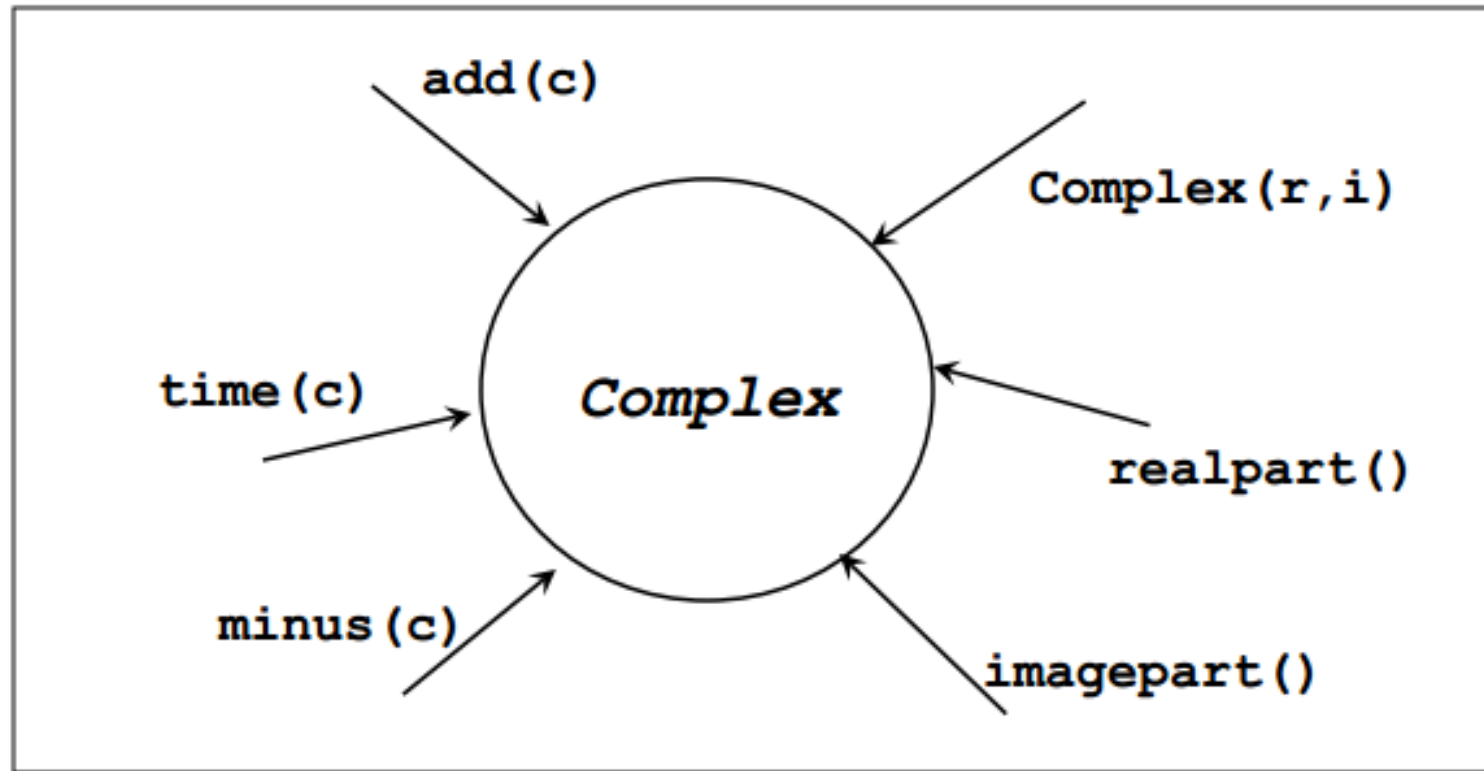 add(c)
Complex(r,i)
time(c)
Complex
realpart()
minus(c)
imagepart()